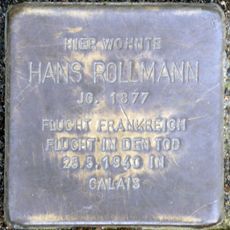 HIER WOHNTE
HANS ROLLMANN
JG. 1877
FLUCHT FRANKREICH
FLUCHT IN DEN TOD
28.5.1940 IN
CALAIS